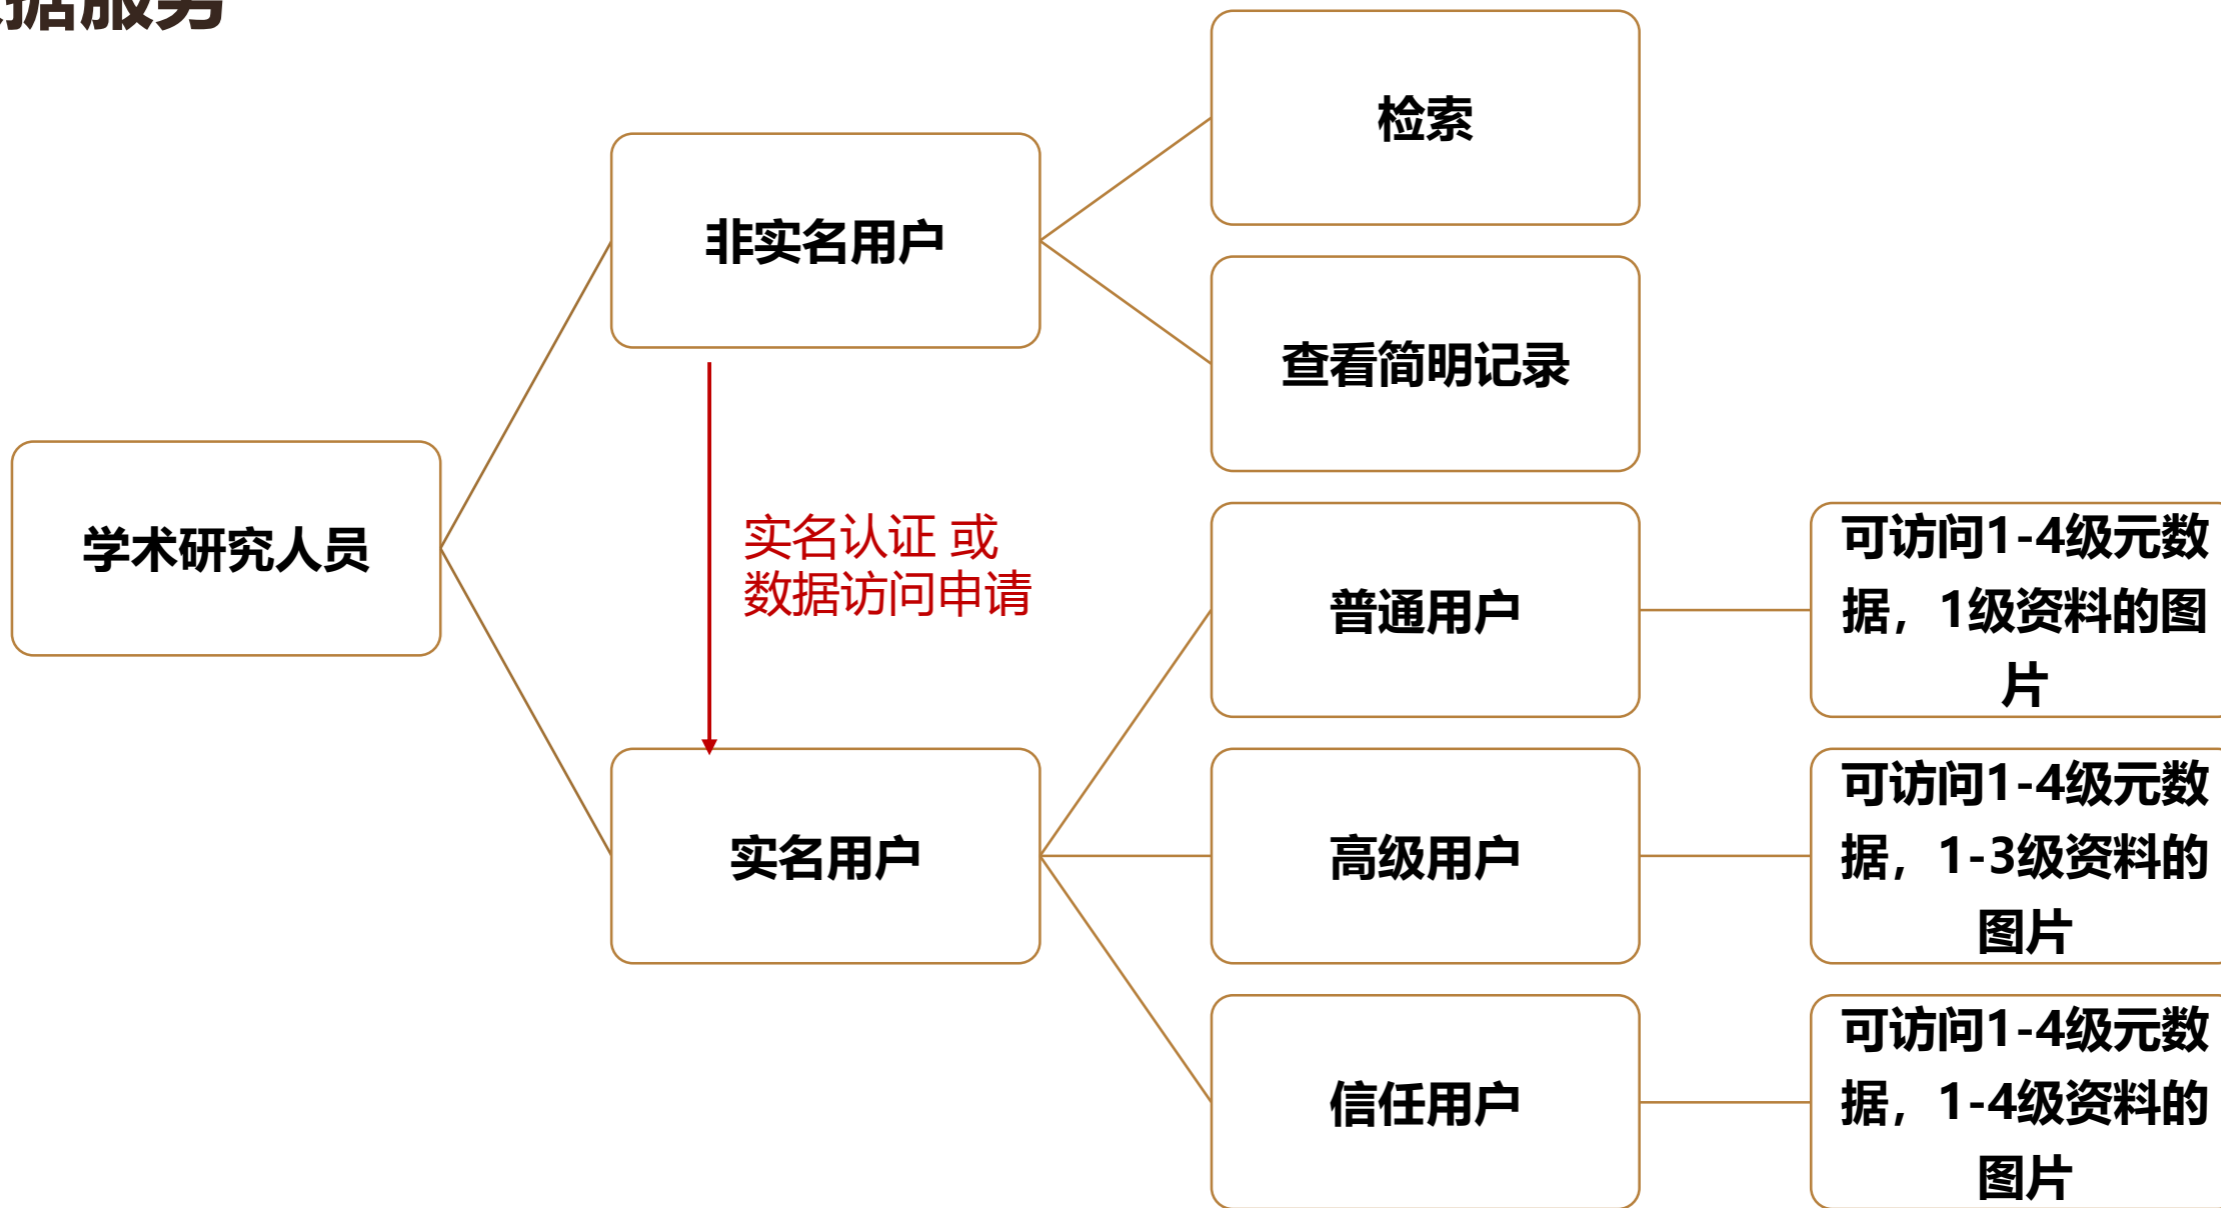 据服务
检索
非实名用户
查看简明记录
学术研究人员
实名认证 或
数据访问申请
普通用户
可访问1-4级元数
据，1级资料的图
片
实名用户
高级用户
可访问1-4级元数
据，1-3级资料的
图片
信任用户
可访问1-4级元数
据，1-4级资料的
图片